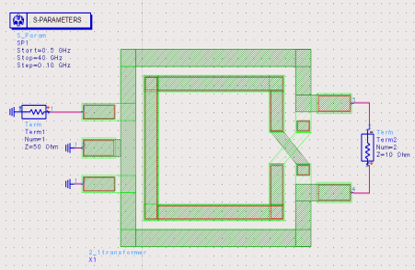 S-PARAMETERS
S_Param
SP1
Start=0.5 GHz
Stop=40 GHz
Step=0.10 GHz
Term
Term1
Num=1
Z=50 Ohm
Term
Term2
Num=2
Z=10 Ohm
2_1transformer
X1